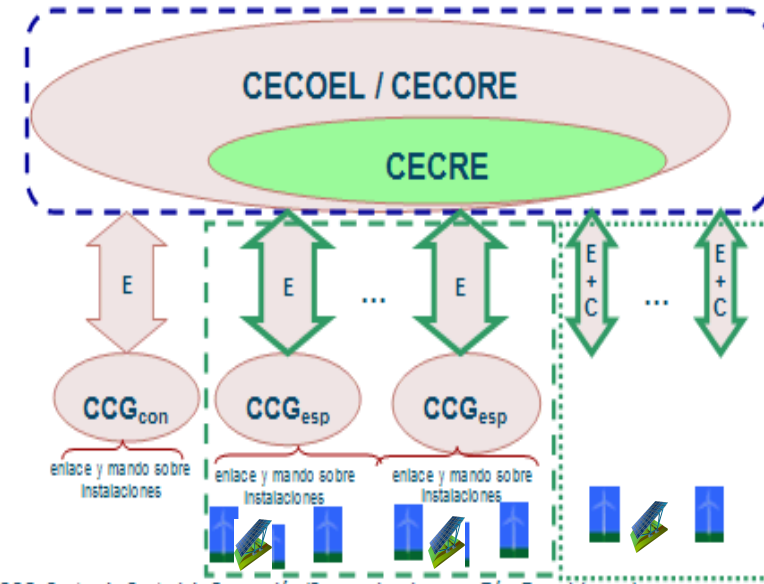 CECOEL / CECORE
CECRE
E
E
...
E
E
+
C
...
E
+
C
CCGcon
CCGesp
CCGesp
enlace y mando sobre
Instalaciones
enlace y mando sobre
Instalaciones
enlace y mando sobre
Instalaciones